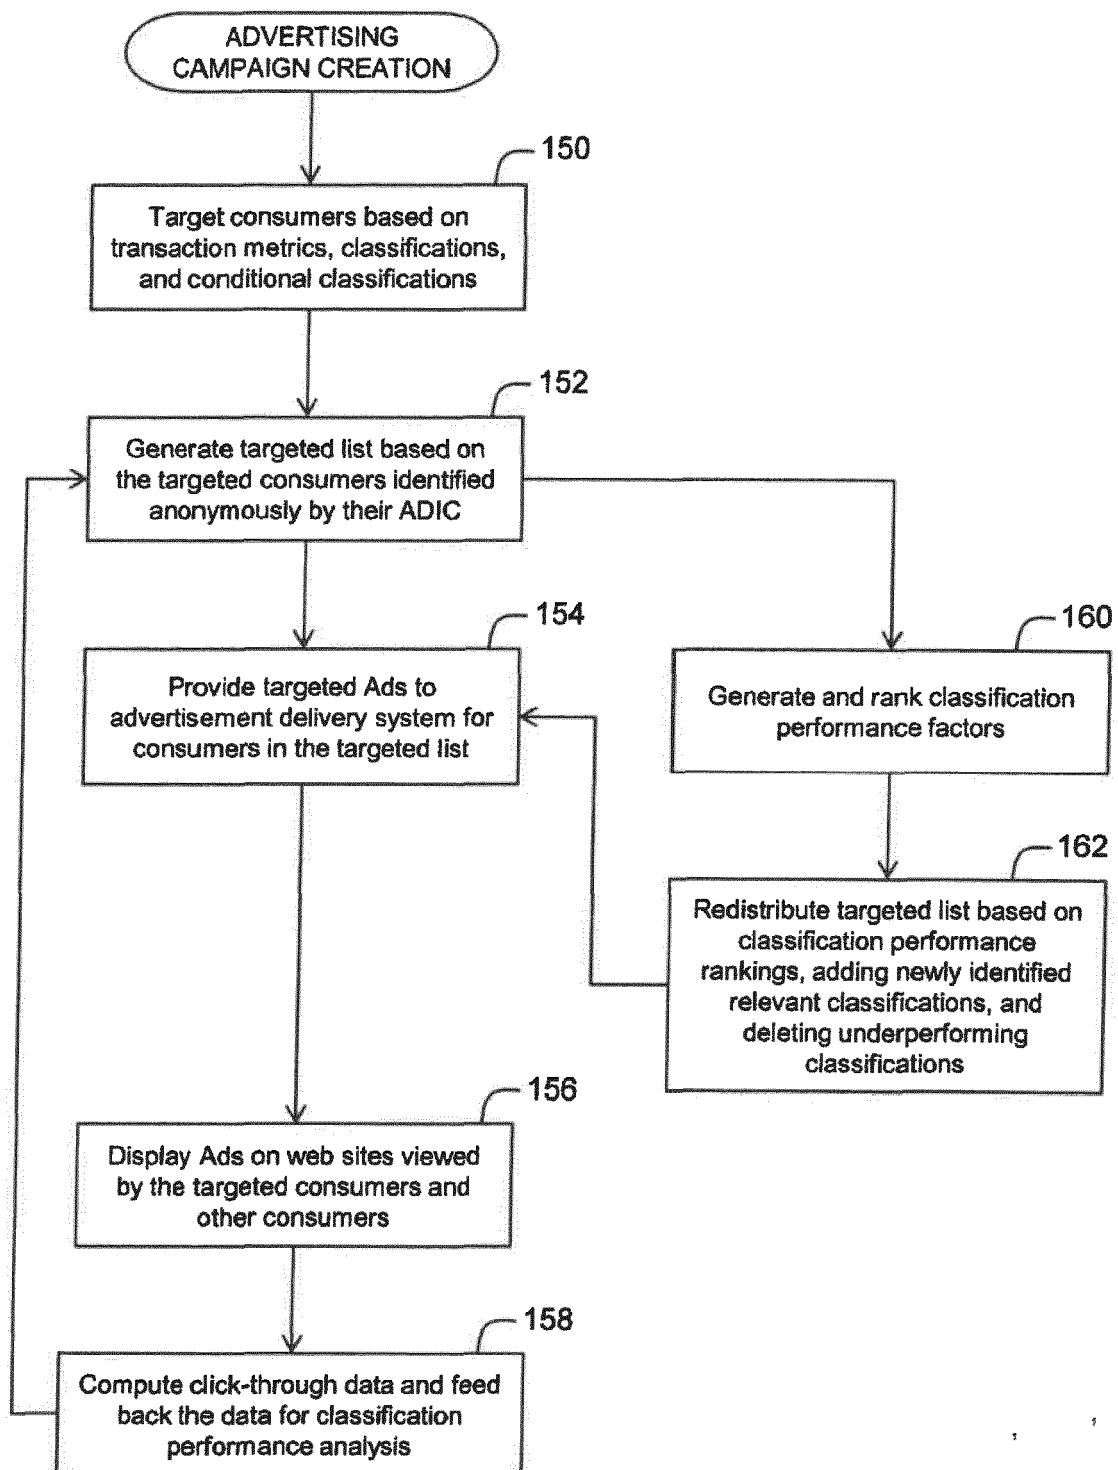 ADVERTISING
CAMPAIGN CREATION
150
Target consumers based on
transaction metrics, classifications,
and conditional classifications
152
Generate targeted list based on
the targeted consumers identified
anonymously by their ADIC
154
Provide targeted Ads to
advertisement delivery system for
consumers in the targeted list
160
Generate and rank classification
performance factors
162
Redistribute targeted list based on
classification performance
rankings, adding newly identified
relevant classifications, and
deleting underperforming
classifications
156
Display Ads on web sites viewed
by the targeted consumers and
other consumers
158
Compute click-through data and feed
back the data for classification
performance analysis